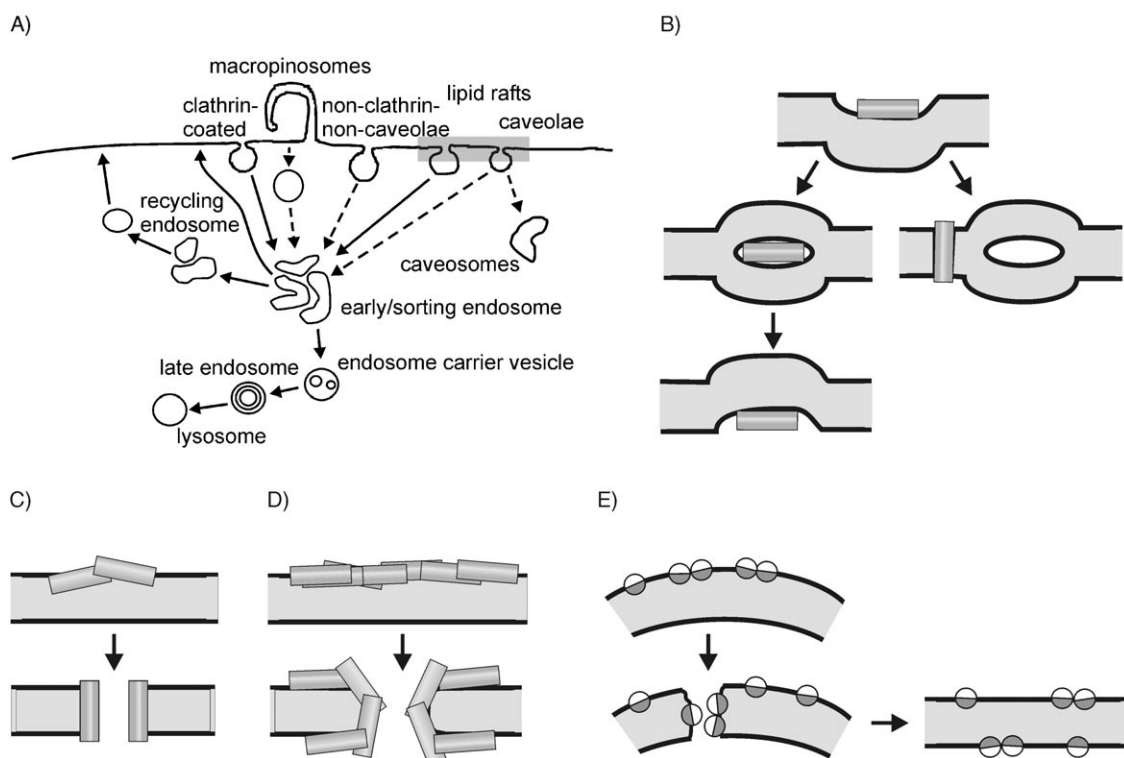 A)
macropinosomes
clathrin-
coated
non-clathrin-
non-caveolae
lipid rafts
caveolae
recycling
endosome
caveosomes
early/sorting endosome
late endosome
endosome carrier vesicle
lysosome
B)
C)
D)
E)